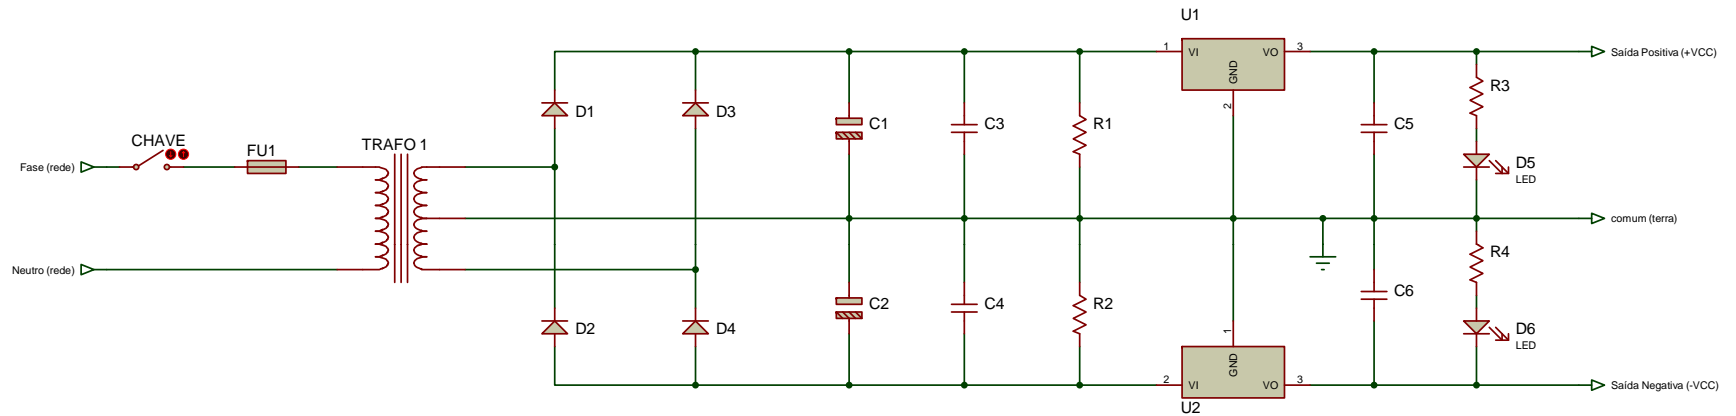 U1
1
VI
VO
3
GND
2
Saída Positiva (+VCC)
D1
D3
C1
C3
R1
C5
R3
D5
LED
CHAVE
FU1
TRAFO 1
Fase (rede)
comum (terra)
Neutro (rede)
R4
D2
D4
C2
C4
R2
C6
D6
LED
1
GND
2
VI
VO
3
U2
Saída Negativa (-VCC)